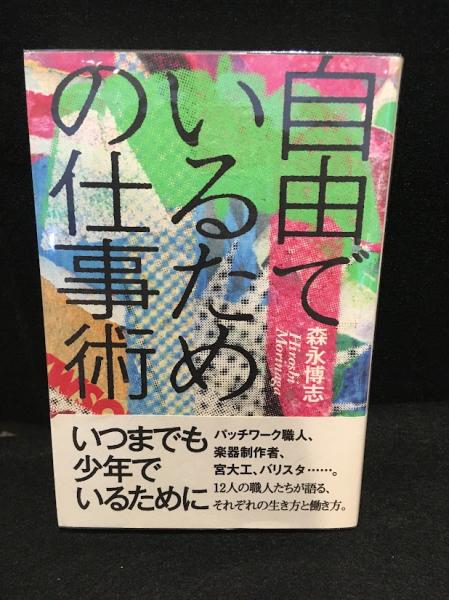 自由で
いるため
の仕事術
森永博志
Hiroshi
Morinaga
いつまでも
少年で
いるために
パッチワーク職人、
楽器制作者、
宮大工、バリスタ……。
12人の職人たちが語る、
それぞれの生き方と働き方。